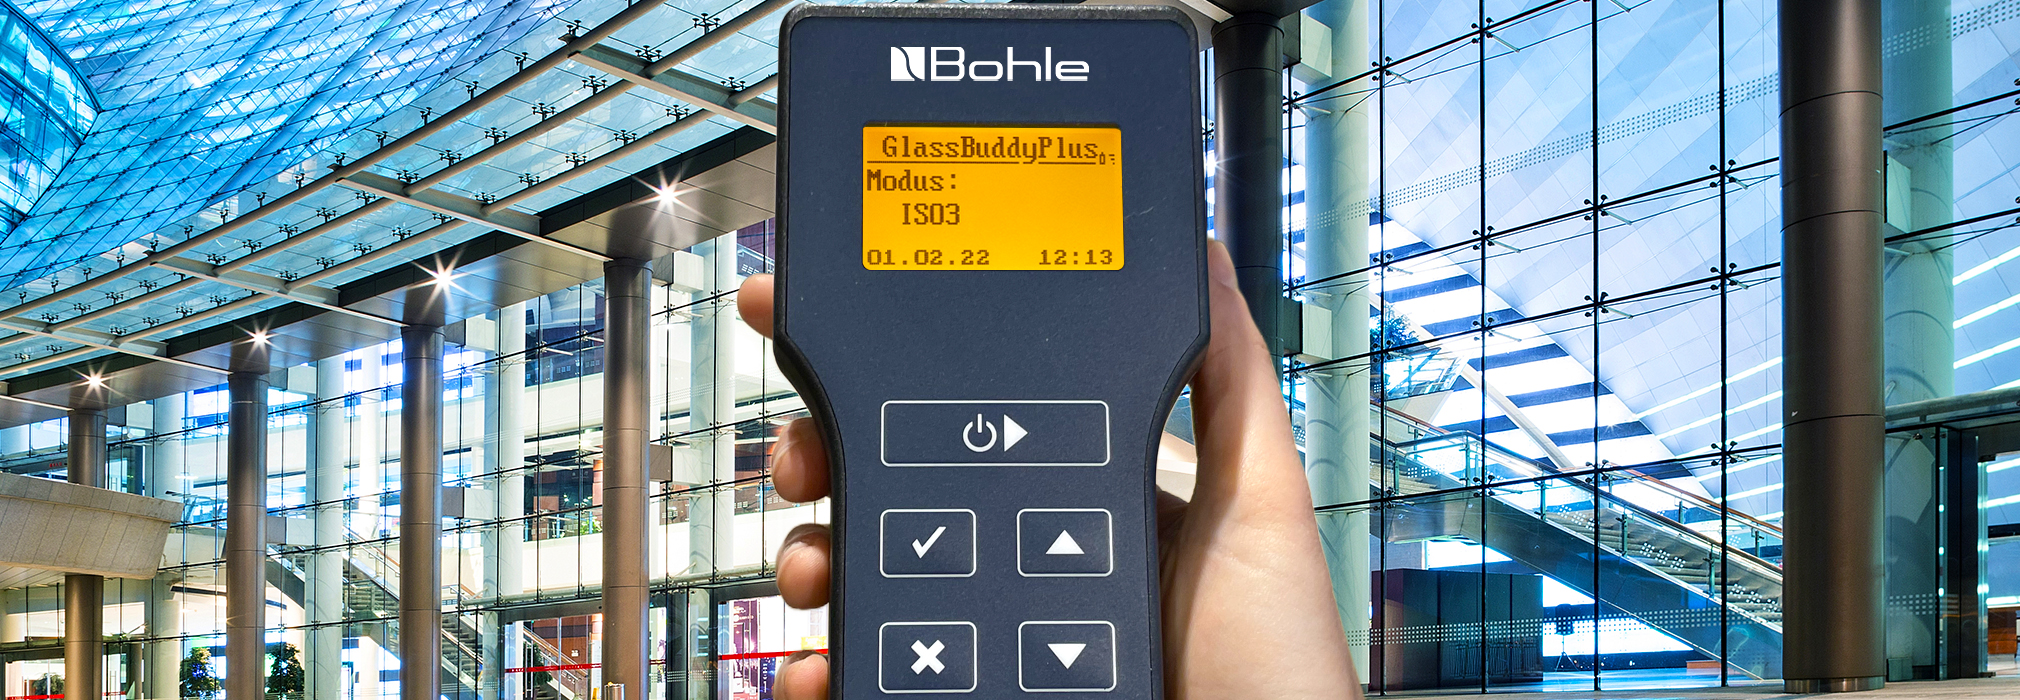 Bohle
GlassBuddyPlus
Modus:
ISO3
01.02.22 12:13